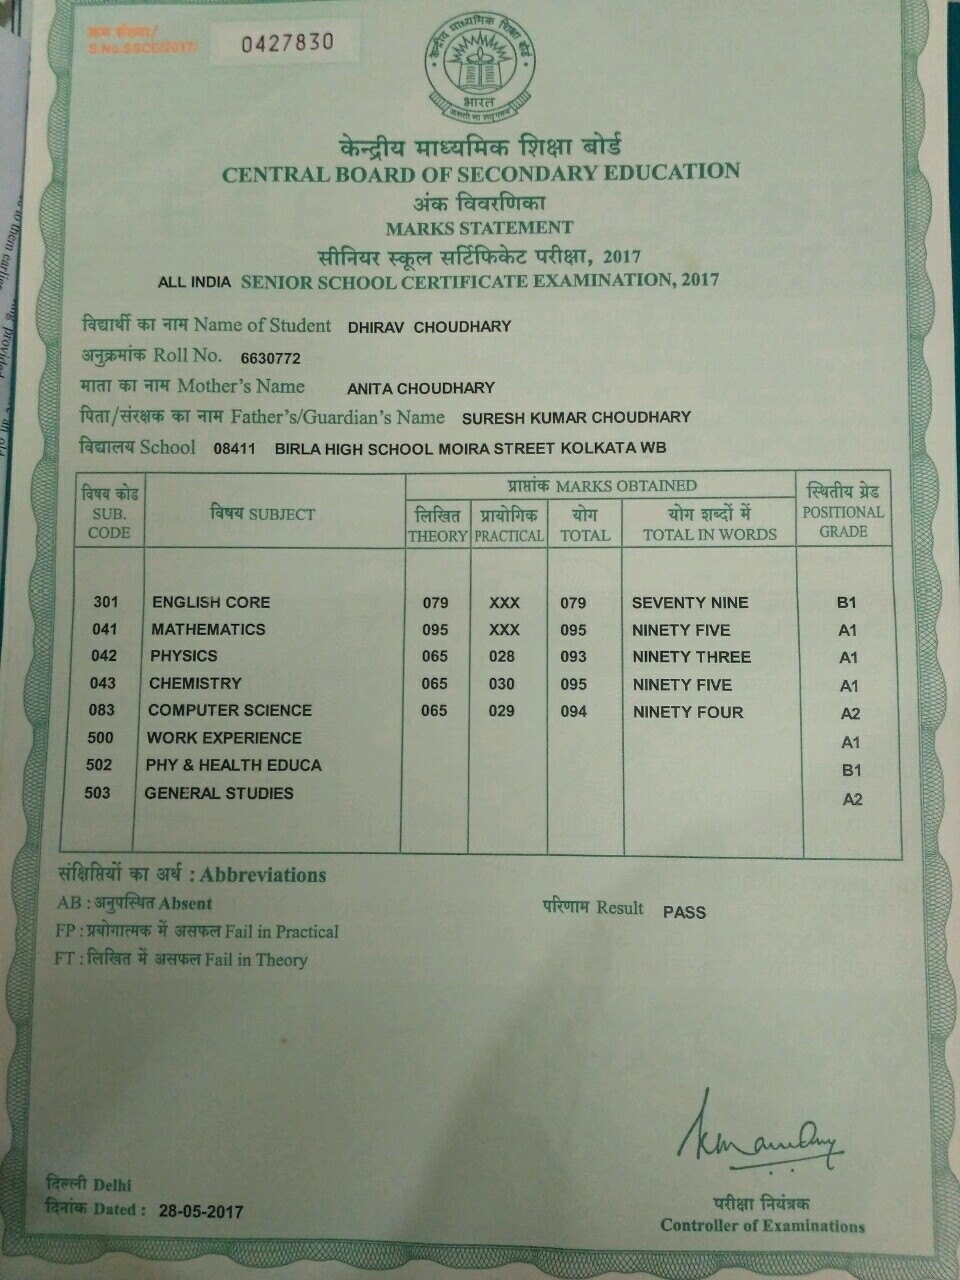 क्रम संख्या/
S.No.SSCE/2017/ 0427830
केन्द्रीय माध्यमिक शिक्षा बोर्ड
भारत
असतो मा सद्गमय
केन्द्रीय माध्यमिक शिक्षा बोर्ड
CENTRAL BOARD OF SECONDARY EDUCATION
अंक विवरणिका
MARKS STATEMENT
सीनियर स्कूल सर्टिफिकेट परीक्षा, 2017
ALL INDIA SENIOR SCHOOL CERTIFICATE EXAMINATION, 2017
विद्यार्थी का नाम Name of Student DHIRAV CHOUDHARY
अनुक्रमांक Roll No. 6630772
माता का नाम Mother's Name ANITA CHOUDHARY
पिता/संरक्षक का नाम Father's/Guardian's Name SURESH KUMAR CHOUDHARY
विद्यालय School 08411 BIRLA HIGH SCHOOL MOIRA STREET KOLKATA WB
विषय कोड SUB. CODE
विषय SUBJECT
प्राप्तांक MARKS OBTAINED
लिखित THEORY
प्रायोगिक PRACTICAL
योग TOTAL
योग शब्दों में TOTAL IN WORDS
स्थितीय ग्रेड POSITIONAL GRADE
301 ENGLISH CORE 079 XXX 079 SEVENTY NINE B1
041 MATHEMATICS 095 XXX 095 NINETY FIVE A1
042 PHYSICS 065 028 093 NINETY THREE A1
043 CHEMISTRY 065 030 095 NINETY FIVE A1
083 COMPUTER SCIENCE 065 029 094 NINETY FOUR A2
500 WORK EXPERIENCE A1
502 PHY & HEALTH EDUCA B1
503 GENERAL STUDIES A2
संक्षिप्तियों का अर्थ : Abbreviations
AB : अनुपस्थित Absent
परिणाम Result PASS
FP : प्रयोगात्मक में असफल Fail in Practical
FT : लिखित में असफल Fail in Theory
दिल्ली Delhi
दिनांक Dated : 28-05-2017
परीक्षा नियंत्रक
Controller of Examinations